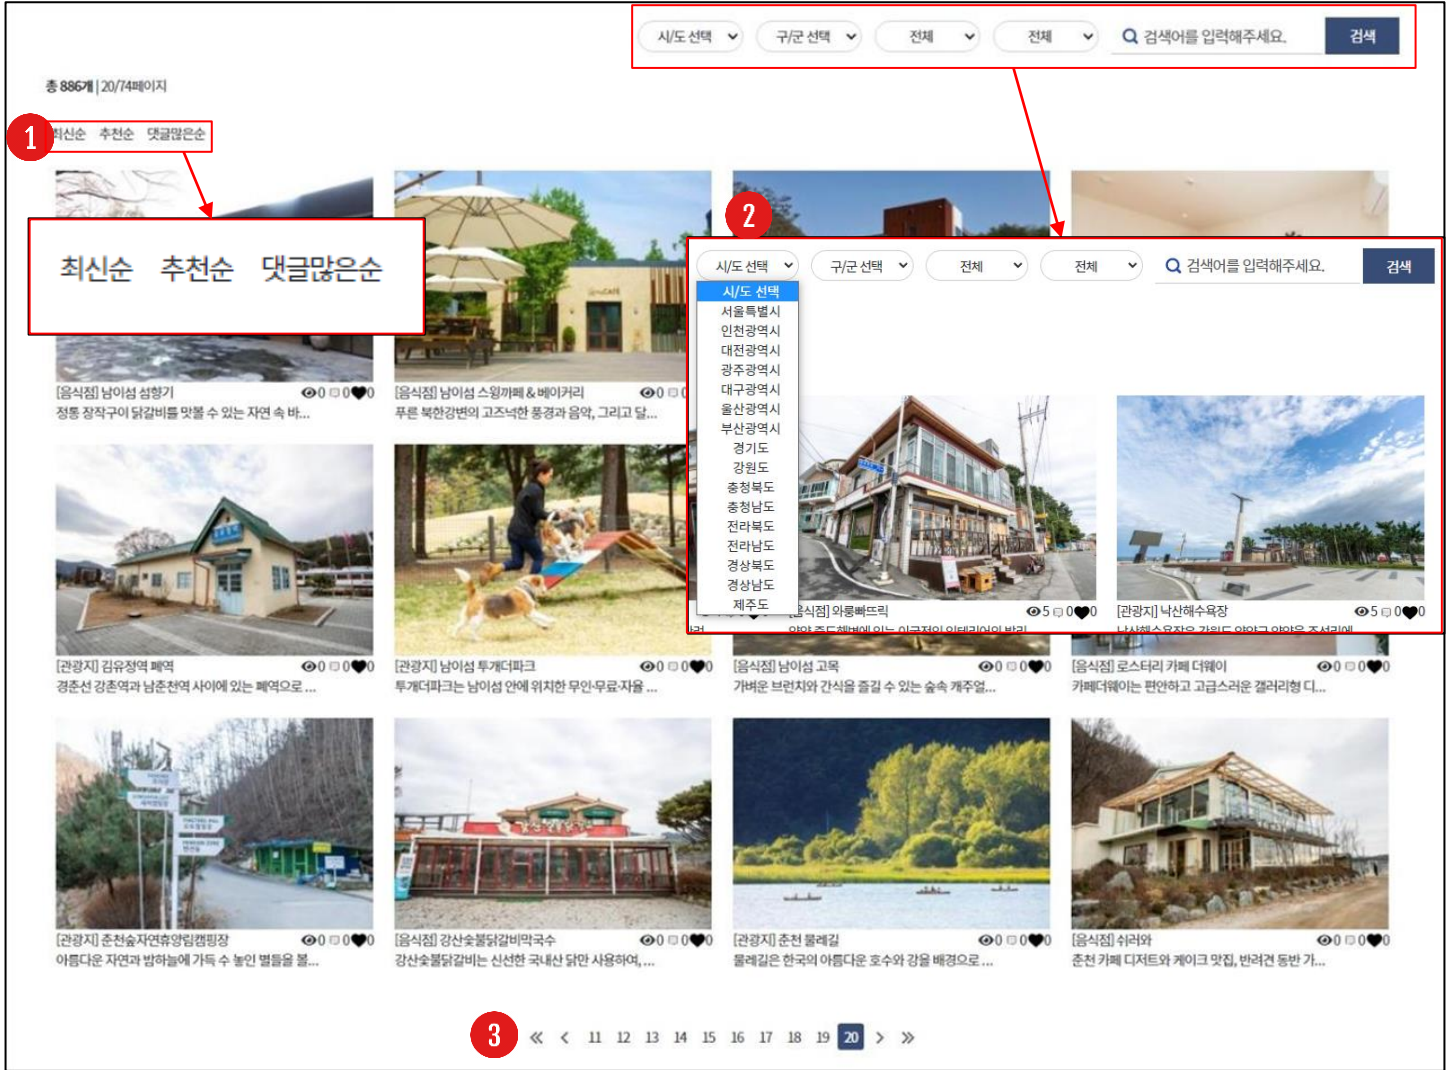 시/도 선택 구/군 선택 전체 전체 검색어를 입력해주세요. 검색
총 886개 | 20/74페이지
1
최신순 추천순 댓글많은순
최신순 추천순 댓글많은순
2
시/도 선택 구/군 선택 전체 전체 검색어를 입력해주세요. 검색
시/도 선택
서울특별시
인천광역시
대전광역시
광주광역시
대구광역시
울산광역시
부산광역시
경기도
강원도
충청북도
충청남도
전라북도
전라남도
경상북도
경상남도
제주도
[음식점] 와룽빠뜨릭 5 0 0
[관광지] 낙산해수욕장 5 0 0
[음식점] 남이섬 섬향기 0 0 0
정통 장작구이 닭갈비를 맛볼 수 있는 자연 속 바...
[음식점] 남이섬 스윙까페 & 베이커리 0 0
푸른 북한강변의 고즈넉한 풍경과 음악, 그리고 달...
[관광지] 김유정역 폐역 0 0 0
경춘선 강촌역과 남춘천역 사이에 있는 폐역으로 ...
[관광지] 남이섬 투개더파크 0 0 0
투개더파크는 남이섬 안에 위치한 무인·무료·자율 ...
[음식점] 남이섬 고목 0 0 0
가벼운 브런치와 간식을 즐길 수 있는 숲속 개주얼...
[음식점] 로스터리 카페 더웨이 0 0 0
카페더웨이는 편안하고 고급스러운 갤러리형 디...
[관광지] 춘천숲자연휴양림캠핑장 0 0 0
아름다운 자연과 밤하늘에 가득 수 놓인 별들을 볼...
[음식점] 강산숯불닭갈비막국수 0 0 0
강산숯불닭갈비는 신선한 국내산 닭만 사용하여, ...
[관광지] 춘천 물레길 0 0 0
물레길은 한국의 아름다운 호수와 강을 배경으로 ...
[음식점] 쉬러와 0 0 0
춘천 카페 디저트와 케이크 맛집, 반려견 동반 가...
3
« < 11 12 13 14 15 16 17 18 19 20 > »